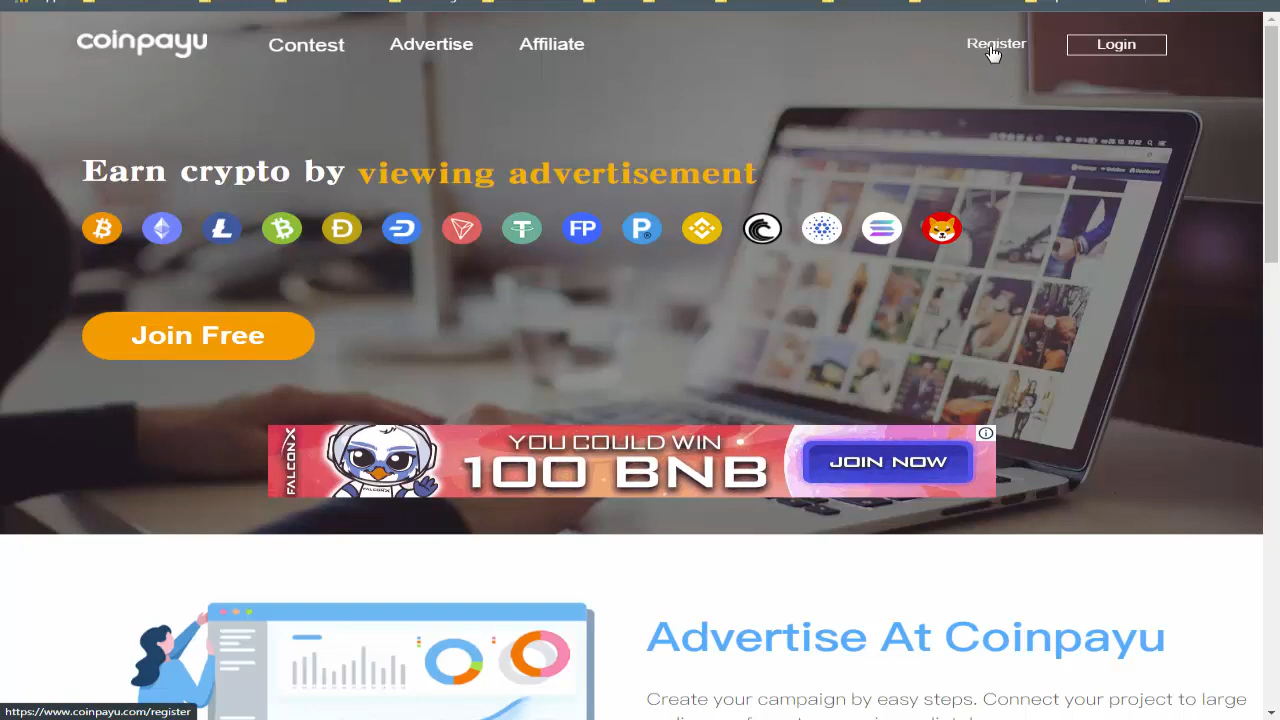 coinpayu
Contest
Advertise
Affiliate
Register
Login
Earn crypto by viewing advertisement
FP
Join Free
FALCONX
FALCONX
YOU COULD WIN
100 BNB
JOIN NOW
Advertise At Coinpayu
Create your campaign by easy steps. Connect your project to large
https://www.coinpayu.com/register